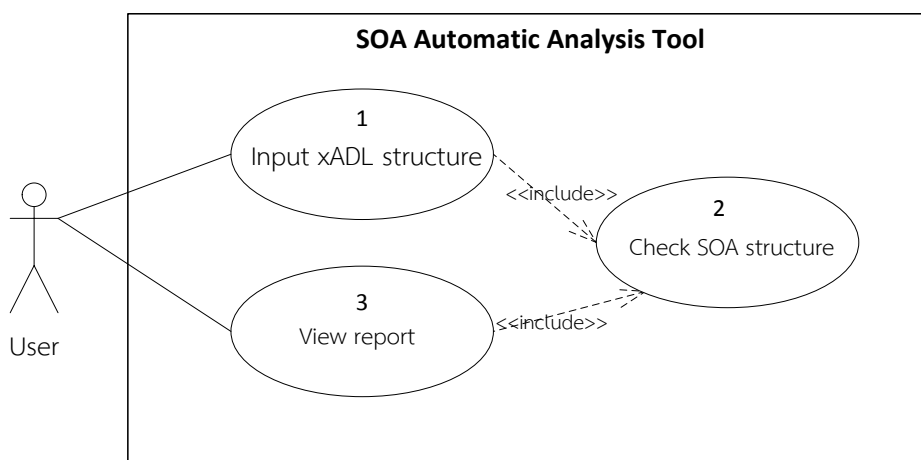 SOA Automatic Analysis Tool
1
Input xADL structure
<<include>>
2
Check SOA structure
3
View report
<<include>>
User